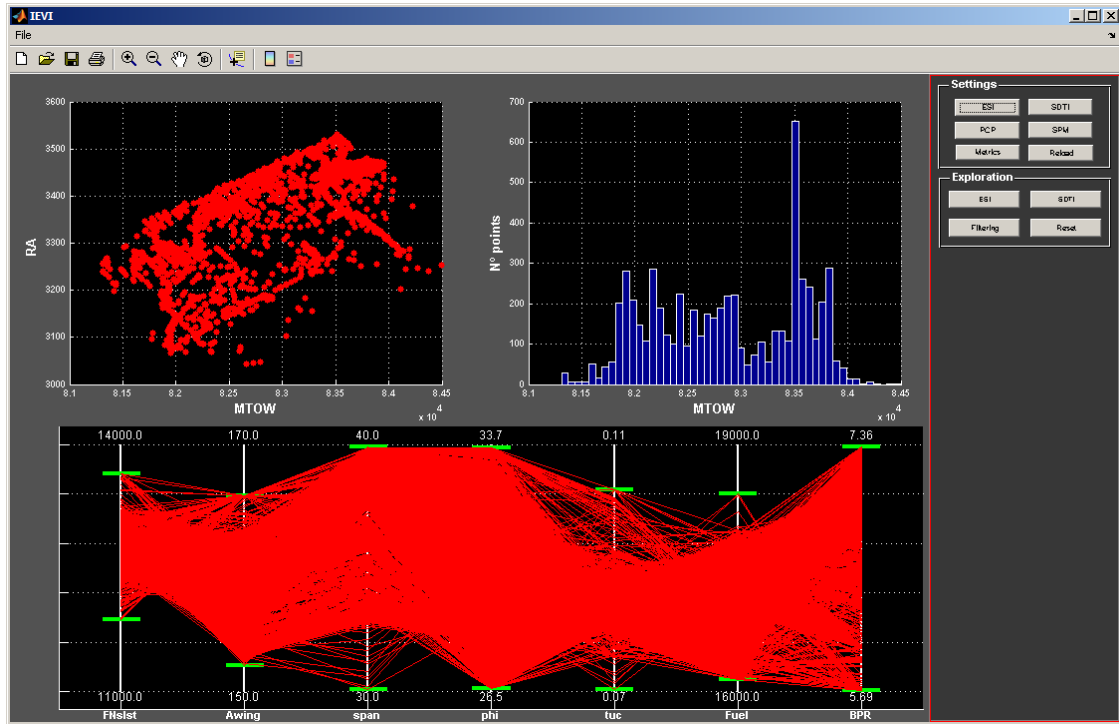 IEVI
File
Settings
ESI SDTI
PCP SPM
Metrics Reload
Exploration
ESI SDTI
Filtering Reset
3600
3500
3400
3300
3200
3100
3000
RA
8.1 8.15 8.2 8.25 8.3 8.35 8.4 8.45
MTOW
x 10^4
700
600
500
400
300
200
100
0
N° points
8.1 8.15 8.2 8.25 8.3 8.35 8.4 8.45
MTOW
x 10^4
14000.0 170.0 40.0 33.7 0.11 19000.0 7.36
11000.0 150.0 30.0 26.5 0.07 16000.0 5.69
FNslst Awing span phi tuc Fuel BPR